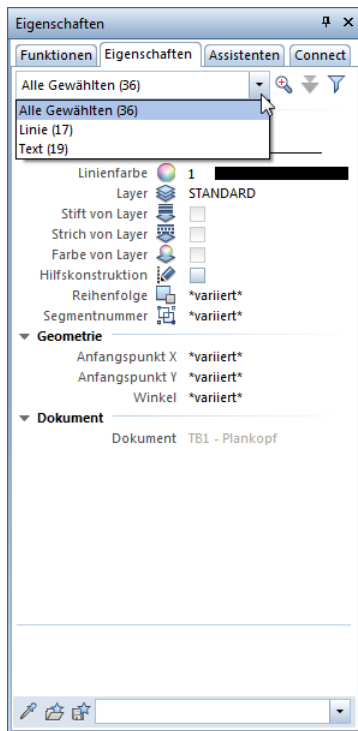 Eigenschaften
Funktionen Eigenschaften Assistenten Connect
Alle Gewählten (36)
Alle Gewählten (36)
Linie (17)
Text (19)
Linienfarbe 1
Layer STANDARD
Stift von Layer
Strich von Layer
Farbe von Layer
Hilfskonstruktion
Reihenfolge *variiert*
Segmentnummer *variiert*
Geometrie
Anfangspunkt X *variiert*
Anfangspunkt Y *variiert*
Winkel *variiert*
Dokument
Dokument TB1 - Plankopf